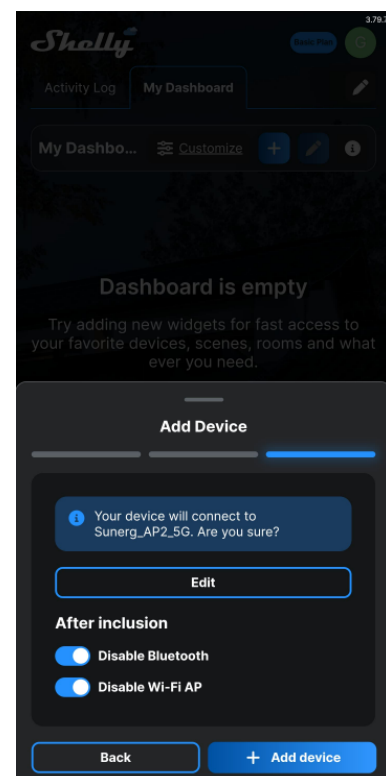 3.79.7
Shelly
Basic Plan
G
Activity Log
My Dashboard
My Dashbo...
Customize
Dashboard is empty
Try adding new widgets for fast access to
your favorite devices, scenes, rooms and what
ever you need.
Add Device
Your device will connect to
Sunerg_AP2_5G. Are you sure?
Edit
After inclusion
Disable Bluetooth
Disable Wi-Fi AP
Back
+ Add device